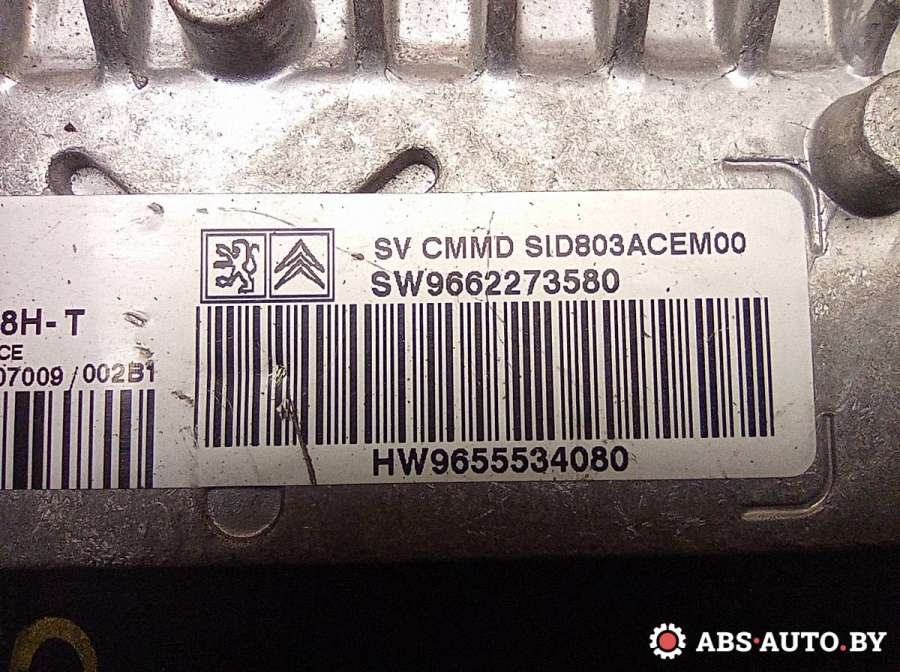 SV CMMD SID803ACEM00
SW9662273580
8H-T
CE
07009/002B1
HW9655534080
ABS-AUTO.BY